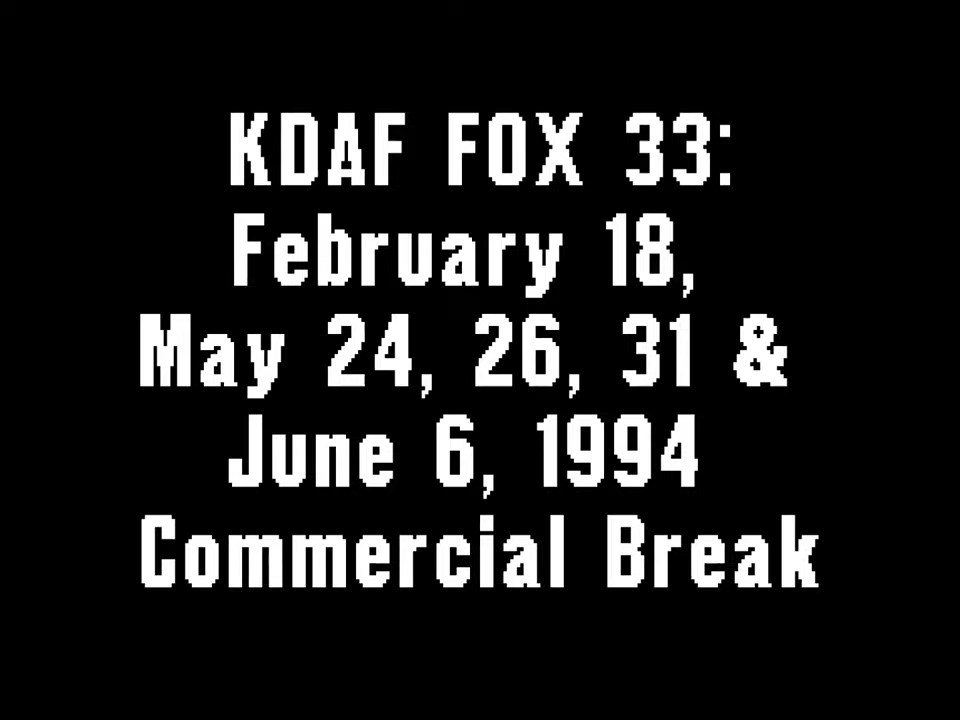 KDAF FOX 33:
February 18,
May 24, 26, 31 &
June 6, 1994
Commercial Break